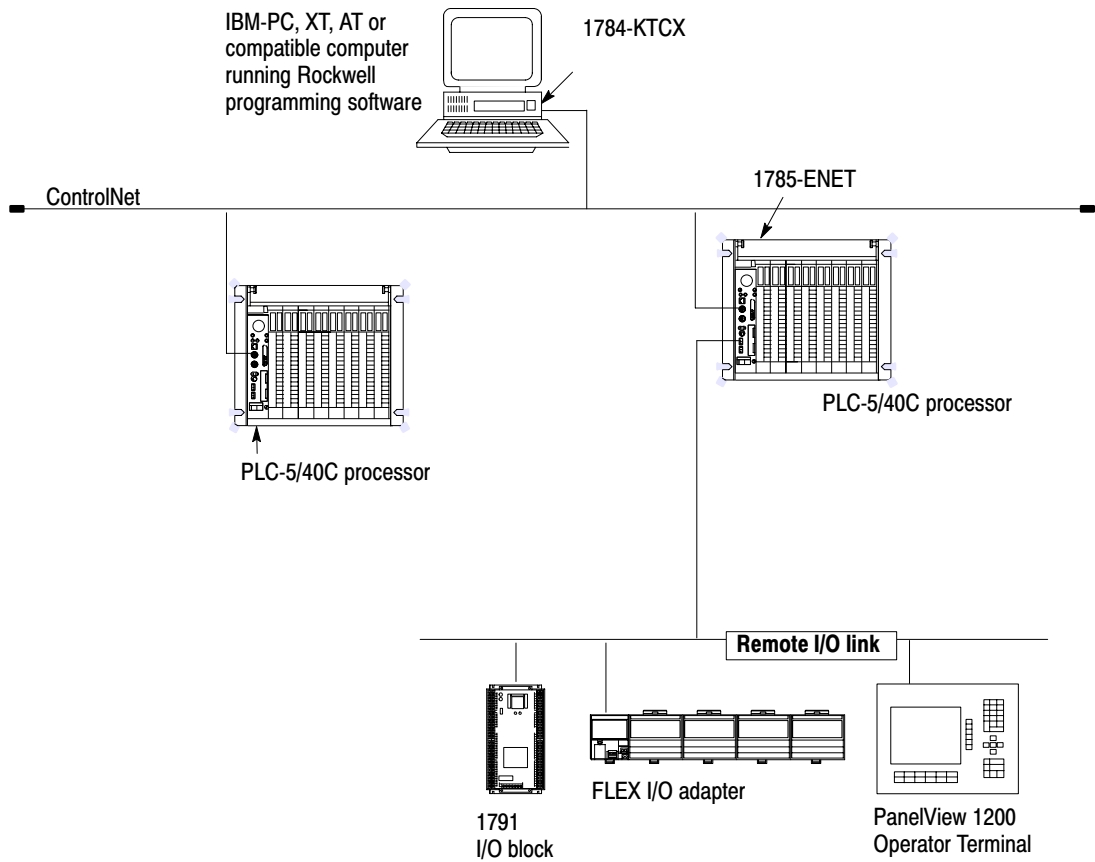 IBM-PC, XT, AT or
compatible computer
running Rockwell
programming software
1784-KTCX
ControlNet
1785-ENET
PLC-5/40C processor
PLC-5/40C processor
Remote I/O link
1791
I/O block
FLEX I/O adapter
PanelView 1200
Operator Terminal